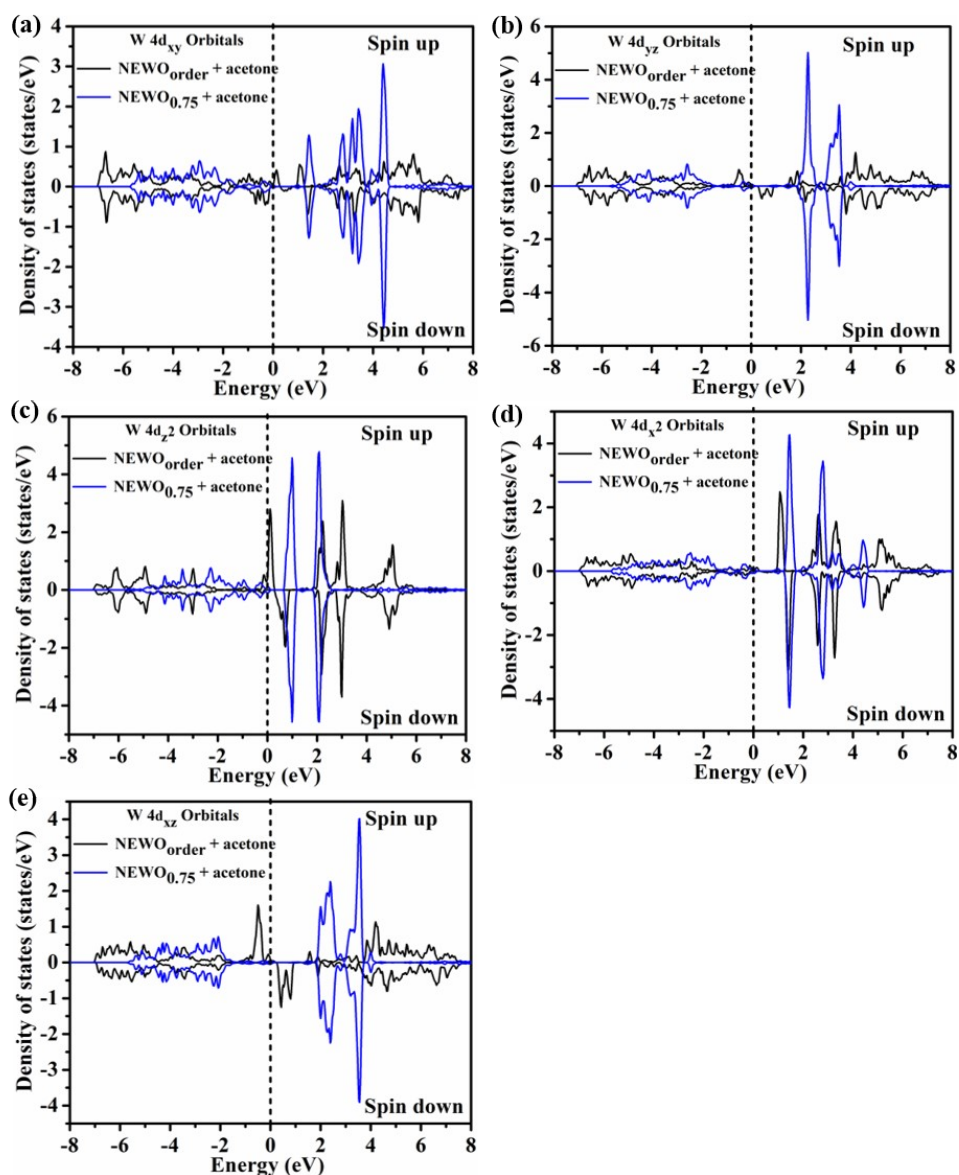 (a)
W 4dxy Orbitals
Spin up
NEWOorder + acetone
NEWO0.75 + acetone
Density of states (states/eV)
4
3
2
1
0
-1
-2
-3
-4
Spin down
-8 -6 -4 -2 0 2 4 6 8
Energy (eV)
(b)
W 4dyz Orbitals
Spin up
NEWOorder + acetone
NEWO0.75 + acetone
Density of states (states/eV)
6
4
2
0
-2
-4
-6
Spin down
-8 -6 -4 -2 0 2 4 6 8
Energy (eV)
(c)
W 4dz2 Orbitals
Spin up
NEWOorder + acetone
NEWO0.75 + acetone
Density of states (states/eV)
6
4
2
0
-2
-4
Spin down
-8 -6 -4 -2 0 2 4 6 8
Energy (eV)
(d)
W 4dx2 Orbitals
Spin up
NEWOorder + acetone
NEWO0.75 + acetone
Density of states (states/eV)
4
2
0
-2
-4
Spin down
-8 -6 -4 -2 0 2 4 6 8
Energy (eV)
(e)
W 4dxz Orbitals
Spin up
NEWOorder + acetone
NEWO0.75 + acetone
Density of states (states/eV)
4
3
2
1
0
-1
-2
-3
-4
Spin down
-8 -6 -4 -2 0 2 4 6 8
Energy (eV)